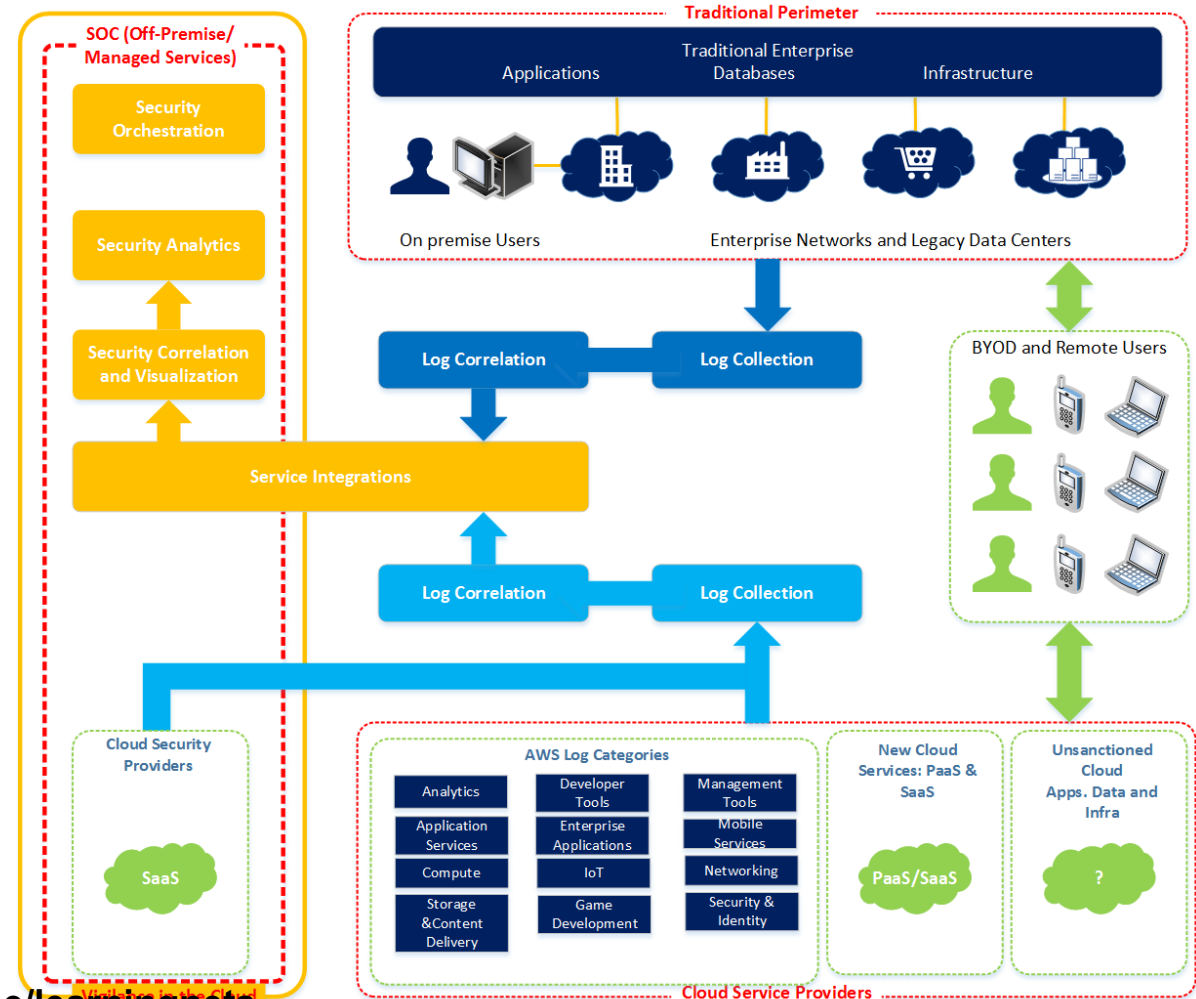 SOC (Off-Premise/
Managed Services)
Security
Orchestration
Security Analytics
Security Correlation
and Visualization
Service Integrations
Traditional Perimeter
Traditional Enterprise
Applications
Databases
Infrastructure
On premise Users
Enterprise Networks and Legacy Data Centers
Log Correlation
Log Collection
BYOD and Remote Users
Log Correlation
Log Collection
Cloud Security
Providers
SaaS
AWS Log Categories
Analytics
Developer
Tools
Management
Tools
Application
Services
Enterprise
Applications
Mobile
Services
Compute
IoT
Networking
Storage
&Content
Delivery
Game
Development
Security &
Identity
New Cloud
Services: PaaS &
SaaS
PaaS/SaaS
Unsanctioned
Cloud
Apps. Data and
Infra
?
Vigilance in the Cloud
Cloud Service Providers